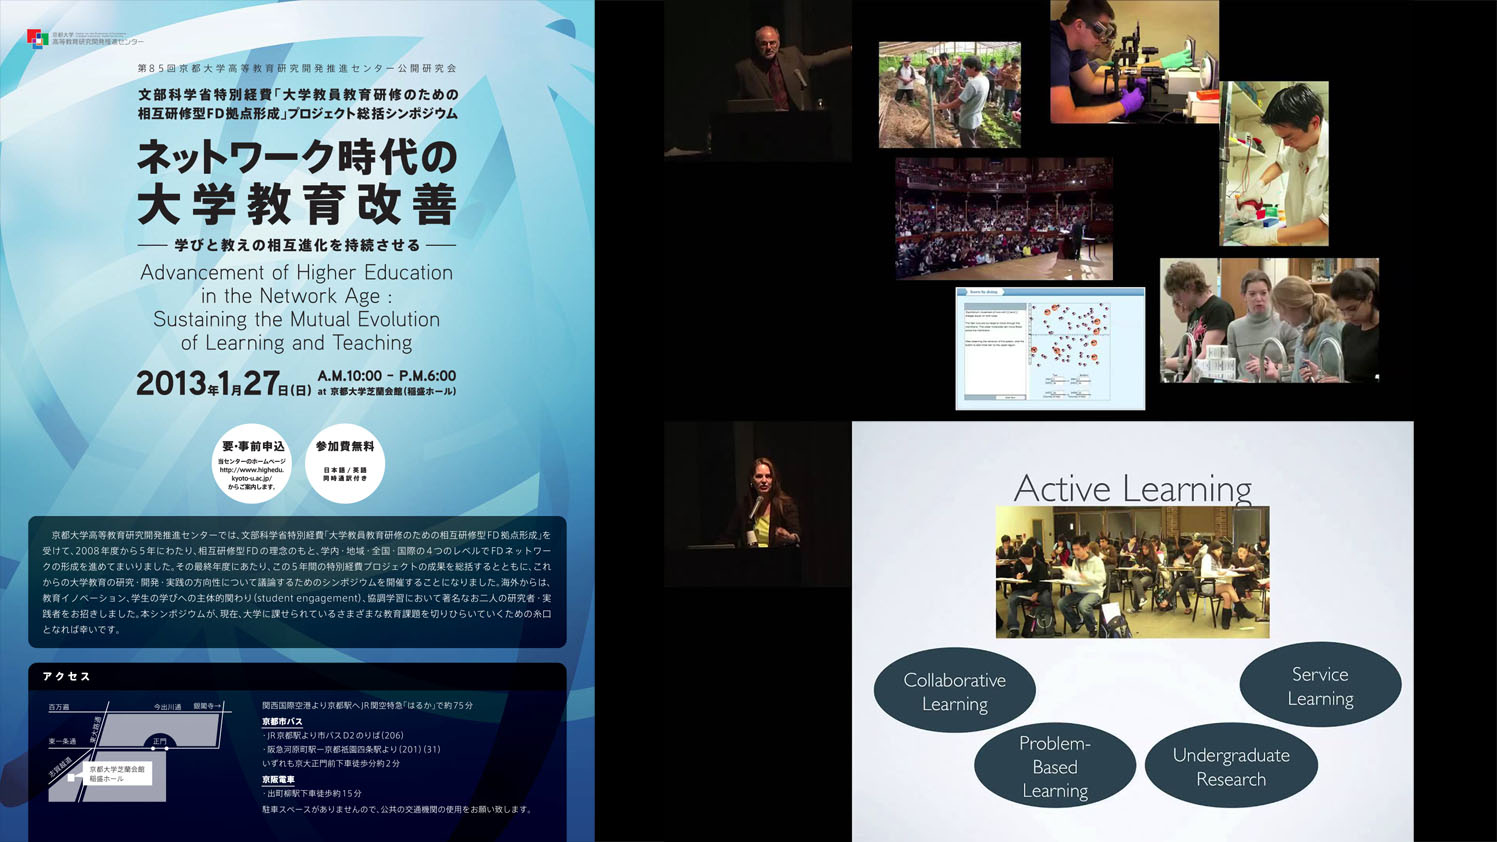 京都大学
高等教育研究開発推進センター
第85回京都大学高等教育研究開発推進センター公開研究会
文部科学省特別経費「大学教員教育研修のための
相互研修型FD拠点形成」プロジェクト総括シンポジウム
ネットワーク時代の
大学教育改善
学びと教えの相互進化を持続させる
Advancement of Higher Education
in the Network Age :
Sustaining the Mutual Evolution
of Learning and Teaching
2013年1月27日(日) A.M.10:00 - P.M.6:00
at 京都大学芝蘭会館(稲盛ホール)
要・事前申込
当センターのホームページ
http://www.highedu.
kyoto-u.ac.jp/
からご案内します。
参加費無料
日本語/英語
同時通訳付き
京都大学高等教育研究開発推進センターでは、文部科学省特別経費「大学教員教育研修のための相互研修型FD拠点形成」を
受けて、2008年度から5年にわたり、相互研修型FDの理念のもと、学内・地域・全国・国際の4つのレベルでFDネットワー
クの形成を進めてまいりました。その最終年度にあたり、この5年間の特別経費プロジェクトの成果を総括するとともに、これ
からの大学教育の研究・開発・実践の方向性について議論するためのシンポジウムを開催することになりました。海外からは、
教育イノベーション、学生の学びへの主体的関わり(student engagement)、協調学習において著名なお二人の研究者・実
践者をお招きしました。本シンポジウムが、現在、大学に課せられているさまざまな教育課題を切りひらいていくための糸口
となれば幸いです。
アクセス
百万遍
今出川通
銀閣寺→
東大路通
東一条通
正門
志賀越道
京都大学芝蘭会館
稲盛ホール
関西国際空港より京都駅へJR関空特急「はるか」で約75分
京都市バス
・JR京都駅より市バスD2のりば(206)
・阪急河原町駅ー京都祇園四条駅より(201)(31)
いずれも京大正門前下車徒歩約2分
京阪電車
・出町柳駅下車徒歩約15分
駐車スペースがありませんので、公共の交通機関の使用をお願い致します。
Active Learning
Collaborative
Learning
Problem-
Based
Learning
Undergraduate
Research
Service
Learning